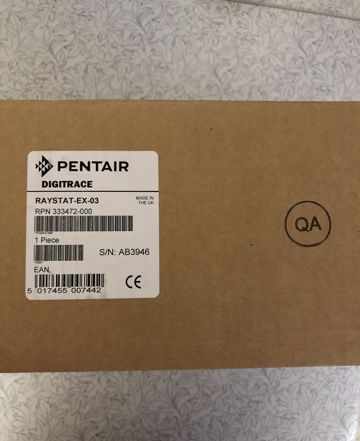 PENTAIR
DIGITRACE
RAYSTAT-EX-03
MADE IN
THE UK
RPN 333472-000
1 Piece
S/N: AB3946
EAN,
CE
5 017455 007442
QA